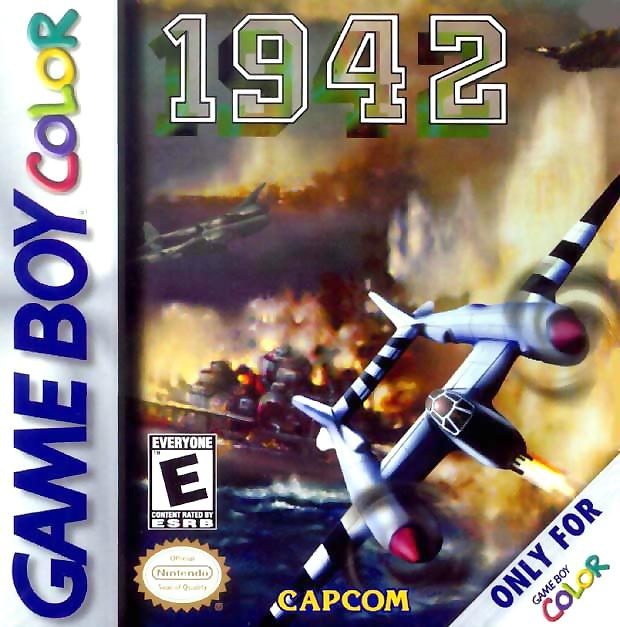 1942
GAME BOY COLOR
EVERYONE
E
CONTENT RATED BY
ESRB
Official
Nintendo
Seal of Quality
CAPCOM
ONLY FOR
GAME BOY
COLOR